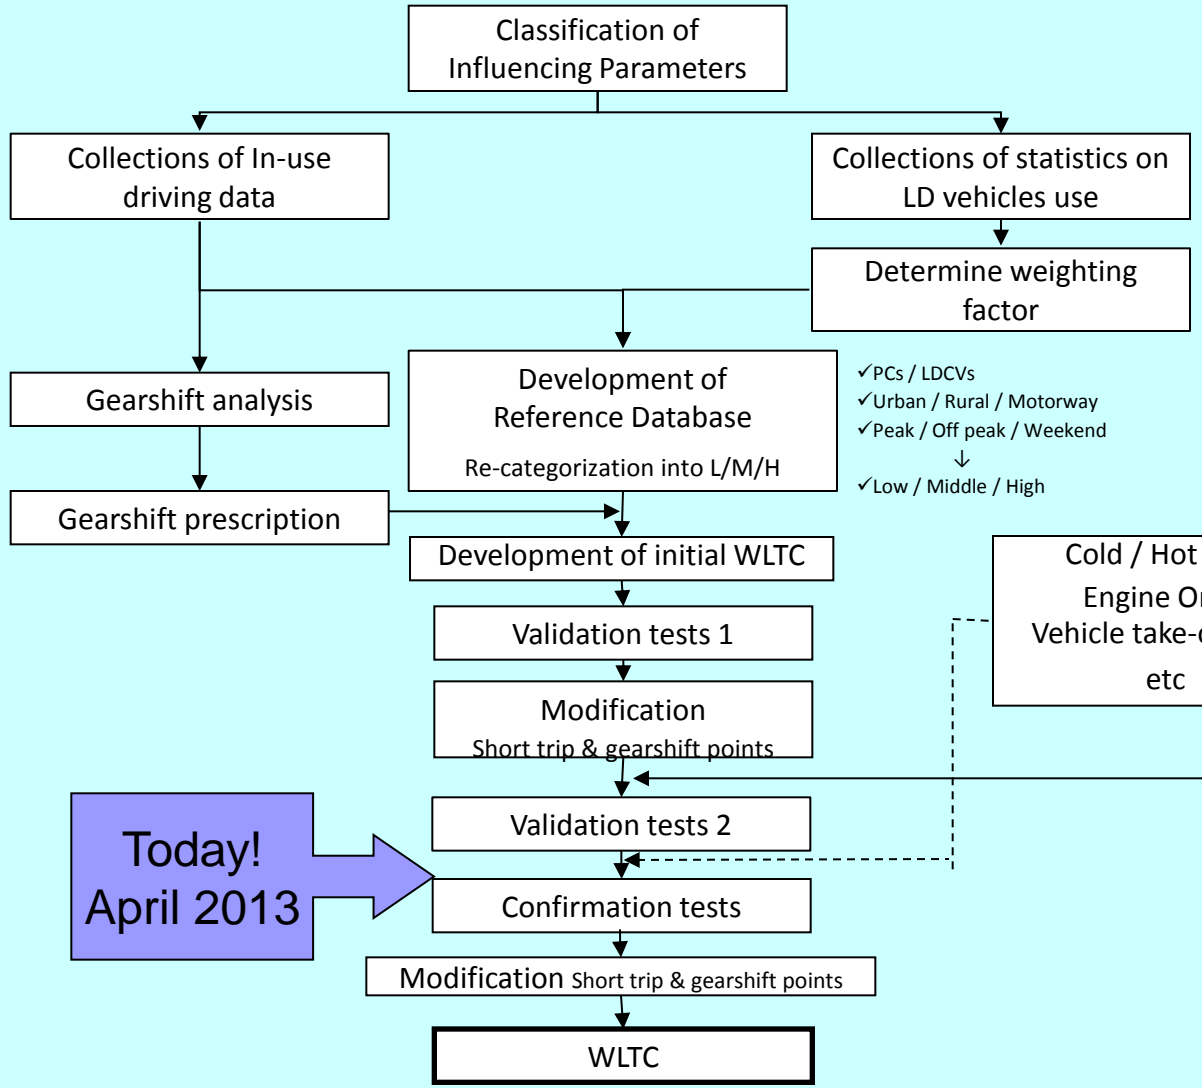 Classification of
Influencing Parameters
Collections of In-use
driving data
Collections of statistics on
LD vehicles use
Determine weighting
factor
Gearshift analysis
Development of
Reference Database
Re-categorization into L/M/H
✓PCs / LDCVs
✓Urban / Rural / Motorway
✓Peak / Off peak / Weekend
↓
✓Low / Middle / High
Gearshift prescription
Development of initial WLTC
Cold / Hot
Engine
Vehicle
etc
Validation tests 1
Modification
Short trip & gearshift points
Validation tests 2
Today!
April 2013
Confirmation tests
Modification Short trip & gearshift points
WLTC